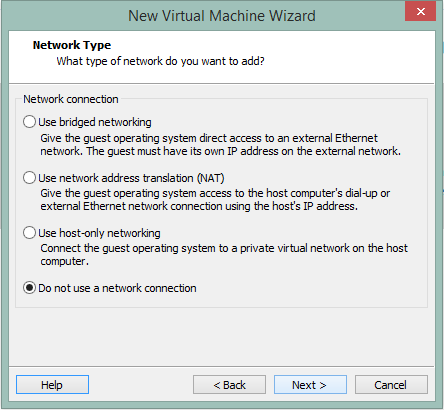 New Virtual Machine Wizard
Network Type
What type of network do you want to add?
Network connection
Use bridged networking
Give the guest operating system direct access to an external Ethernet
network. The guest must have its own IP address on the external network.
Use network address translation (NAT)
Give the guest operating system access to the host computer's dial-up or
external Ethernet network connection using the host's IP address.
Use host-only networking
Connect the guest operating system to a private virtual network on the host
computer.
Do not use a network connection
Help
< Back
Next >
Cancel